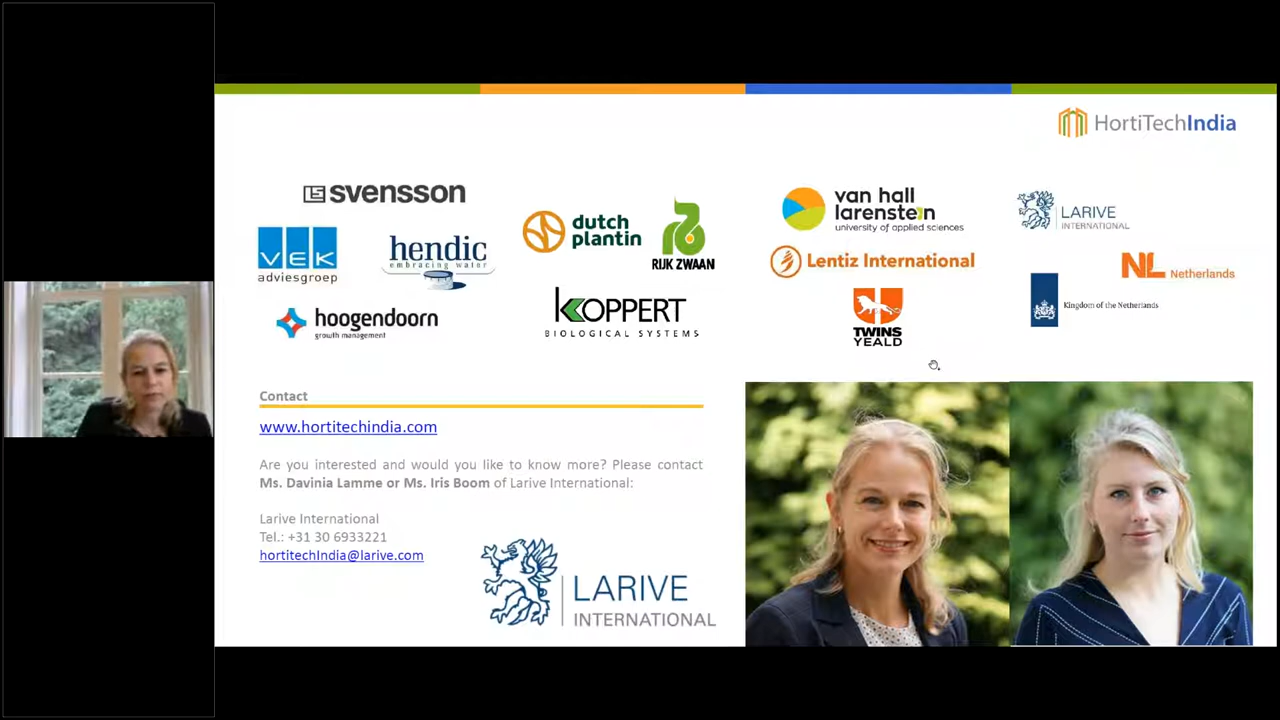 HortiTechIndia
LS svensson
VEK
adviesgroep
hendic
embracing water
hoogendoorn
growth management
dutch
plantin
RIJK ZWAAN
KOPPERT
BIOLOGICAL SYSTEMS
van hall
larenstein
university of applied sciences
Lentiz International
TWINS
YEALD
LARIVE
INTERNATIONAL
NL Netherlands
Kingdom of the Netherlands
Contact
www.hortitechindia.com
Are you interested and would you like to know more? Please contact
Ms. Davinia Lamme or Ms. Iris Boom of Larive International:
Larive International
Tel.: +31 30 6933221
hortitechIndia@larive.com
LARIVE
INTERNATIONAL